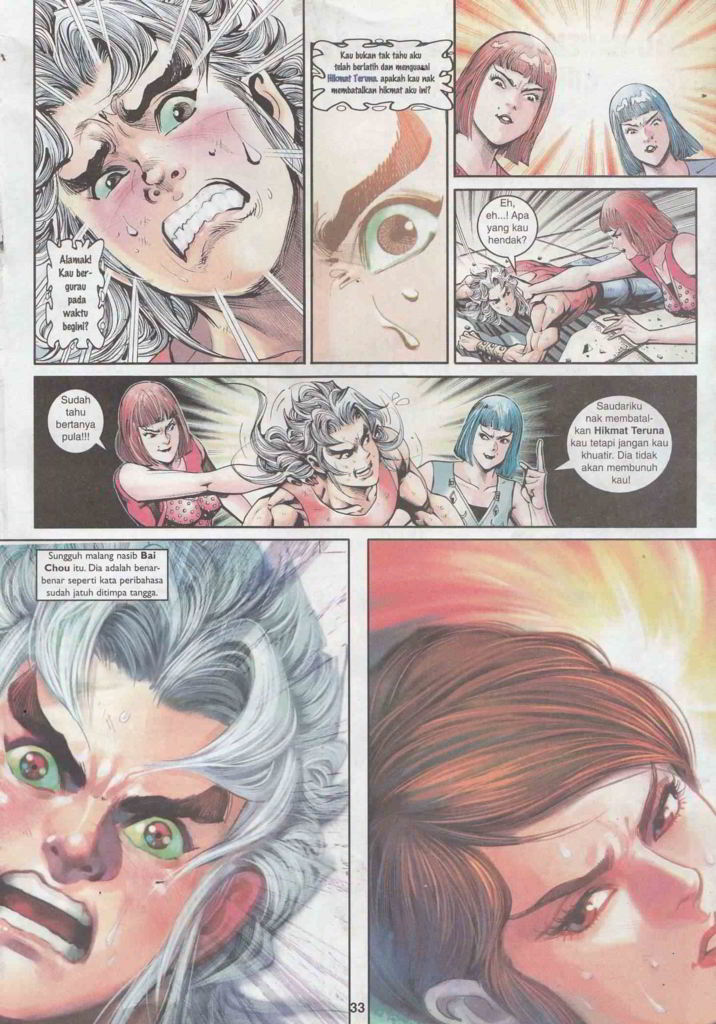 Alamak!
Kau ber-
gurau
pada
waktu
begini?
Kau bukan tak tahu aku
telah berlatih dan menguasai
Hikmat Teruna. apakah kau nak
membatalkan hikmat aku ini?
Eh,
eh...! Apa
yang kau
hendak?
Sudah
tahu
bertanya
pula!!!
Saudariku
nak membatal-
kan Hikmat Teruna
kau tetapi jangan kau
khuatir. Dia tidak
akan membunuh
kau!
Sungguh malang nasib Bai
Chou itu. Dia adalah benar-
benar seperti kata peribahasa
sudah jatuh ditimpa tangga.
33